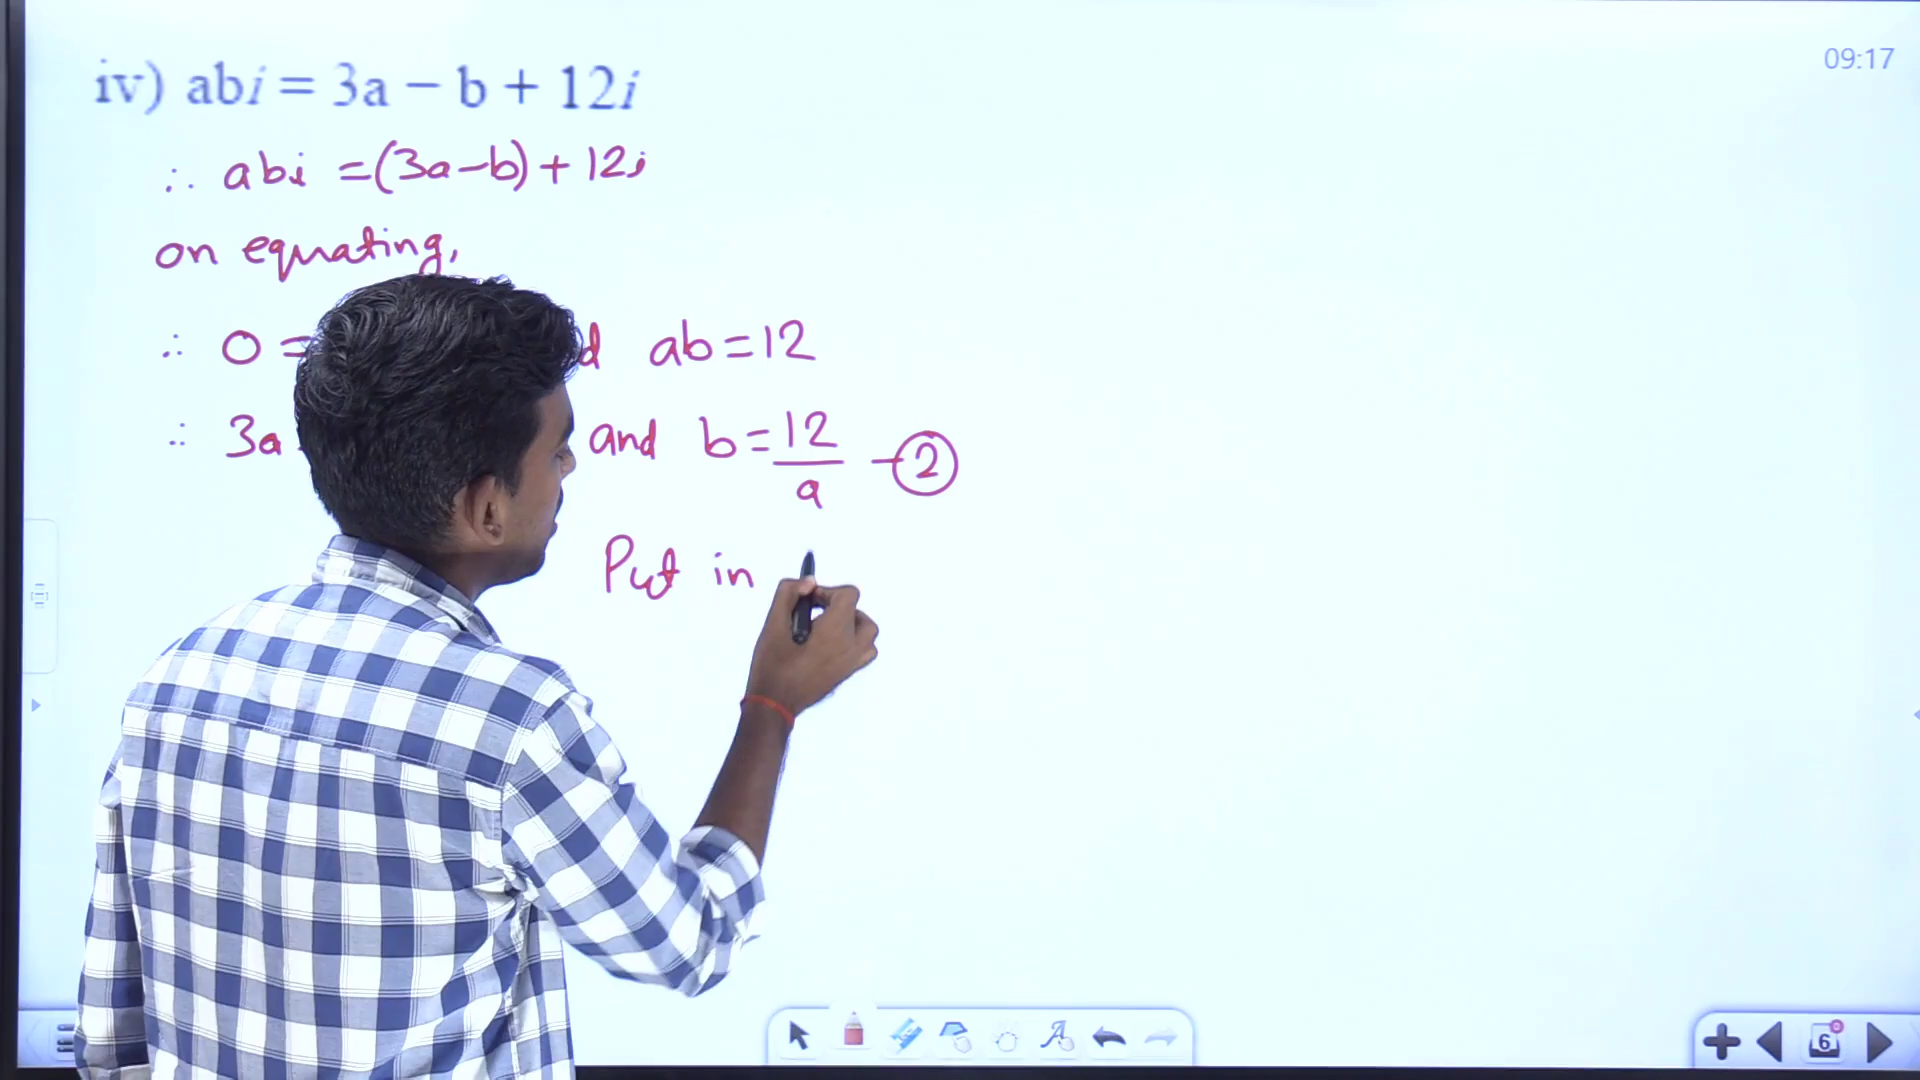 09:17
iv) abi = 3a − b + 12i
∴ abi = (3a−b) + 12i
on equating,
∴ 0 = ab = 12
∴ 3a and b = 12/a — ②
Put in
6